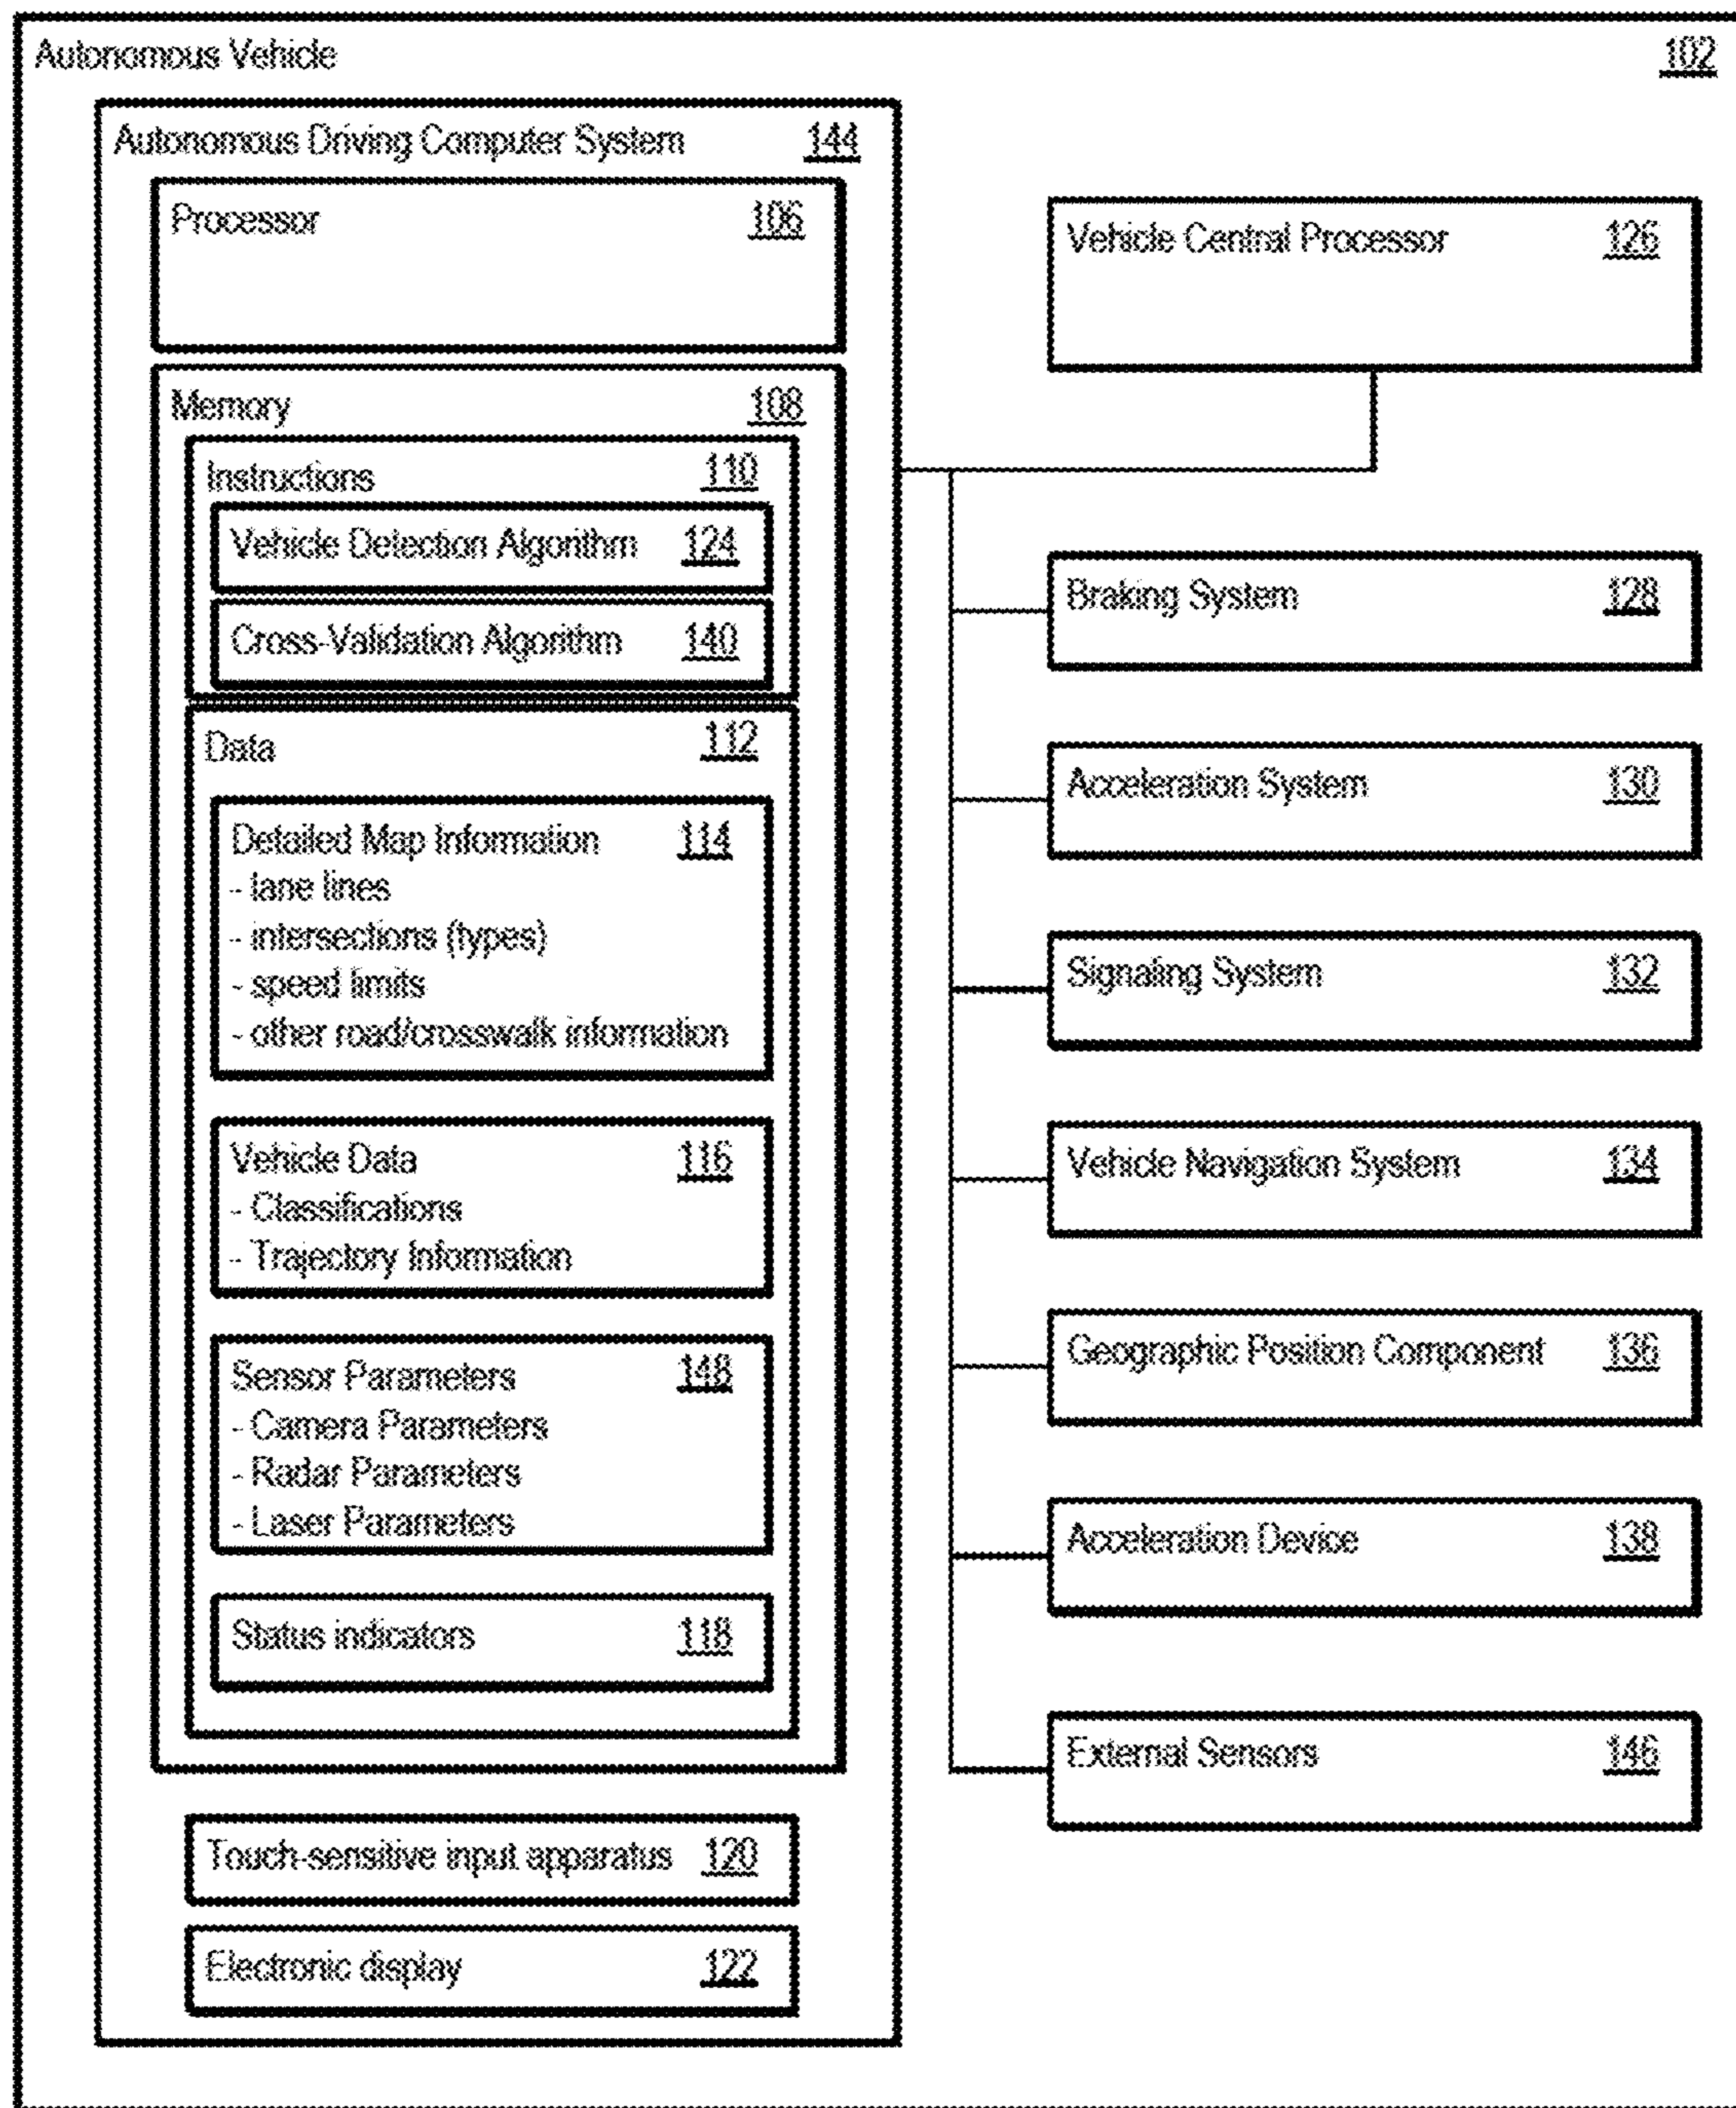 Autonomous Vehicle 102
Autonomous Driving Computer System 144
Processor 106
Memory 108
Instructions 110
Vehicle Detection Algorithm 124
Cross-Validation Algorithm 140
Data 112
Detailed Map Information 114
- lane lines
- intersections (types)
- speed limits
- other road/crosswalk information
Vehicle Data 116
- Classifications
- Trajectory Information
Sensor Parameters 148
- Camera Parameters
- Radar Parameters
- Laser Parameters
Status indicators 118
Touch-sensitive input apparatus 120
Electronic display 122
Vehicle Central Processor 126
Braking System 128
Acceleration System 130
Signaling System 132
Vehicle Navigation System 134
Geographic Position Component 136
Acceleration Device 138
External Sensors 146